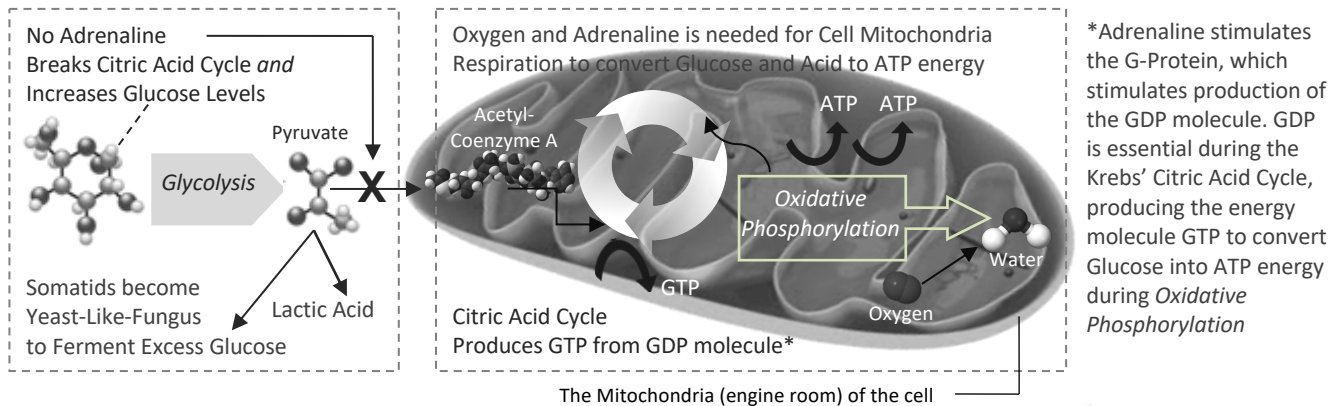 No Adrenaline
Breaks Citric Acid Cycle and
Increases Glucose Levels
Pyruvate
Glycolysis
X
Somatids become
Yeast-Like-Fungus
to Ferment Excess Glucose
Lactic Acid
Oxygen and Adrenaline is needed for Cell Mitochondria
Respiration to convert Glucose and Acid to ATP energy
Acetyl-
Coenzyme A
ATP
ATP
Oxidative
Phosphorylation
Water
Oxygen
GTP
Citric Acid Cycle
Produces GTP from GDP molecule*
The Mitochondria (engine room) of the cell
*Adrenaline stimulates
the G-Protein, which
stimulates production of
the GDP molecule. GDP
is essential during the
Krebs’ Citric Acid Cycle,
producing the energy
molecule GTP to convert
Glucose into ATP energy
during Oxidative
Phosphorylation